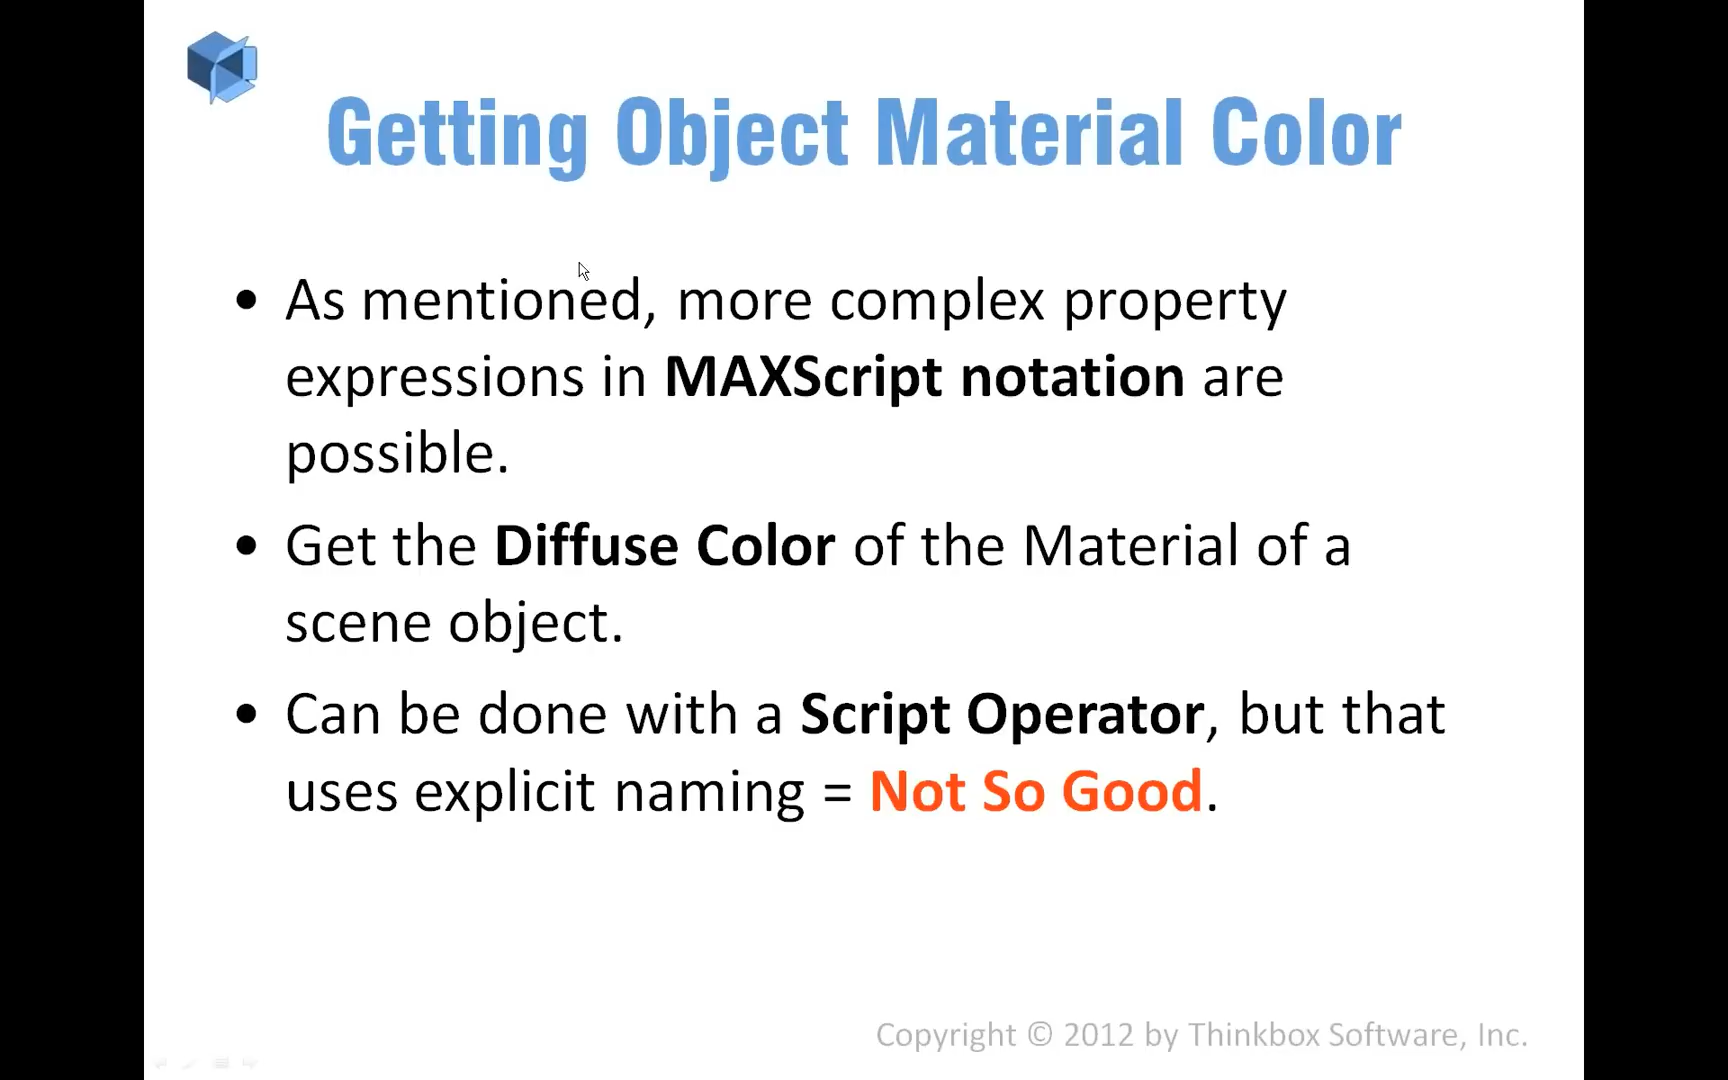 Getting Object Material Color
• As mentioned, more complex property
expressions in MAXScript notation are
possible.
• Get the Diffuse Color of the Material of a
scene object.
• Can be done with a Script Operator, but that
uses explicit naming = Not So Good.
Copyright © 2012 by Thinkbox Software, Inc.